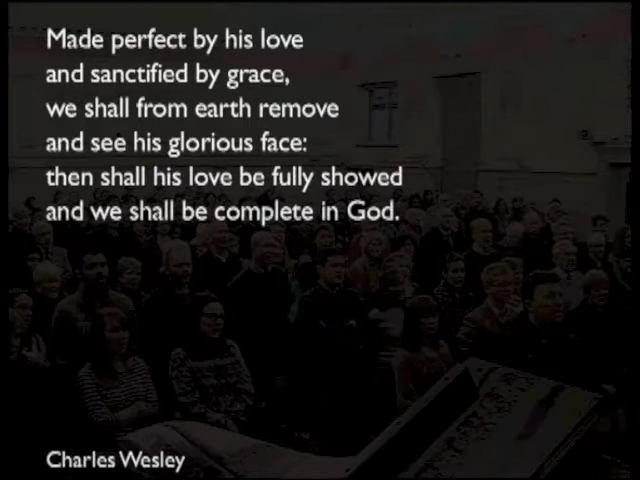 Made perfect by his love
and sanctified by grace,
we shall from earth remove
and see his glorious face:
then shall his love be fully showed
and we shall be complete in God.
Charles Wesley